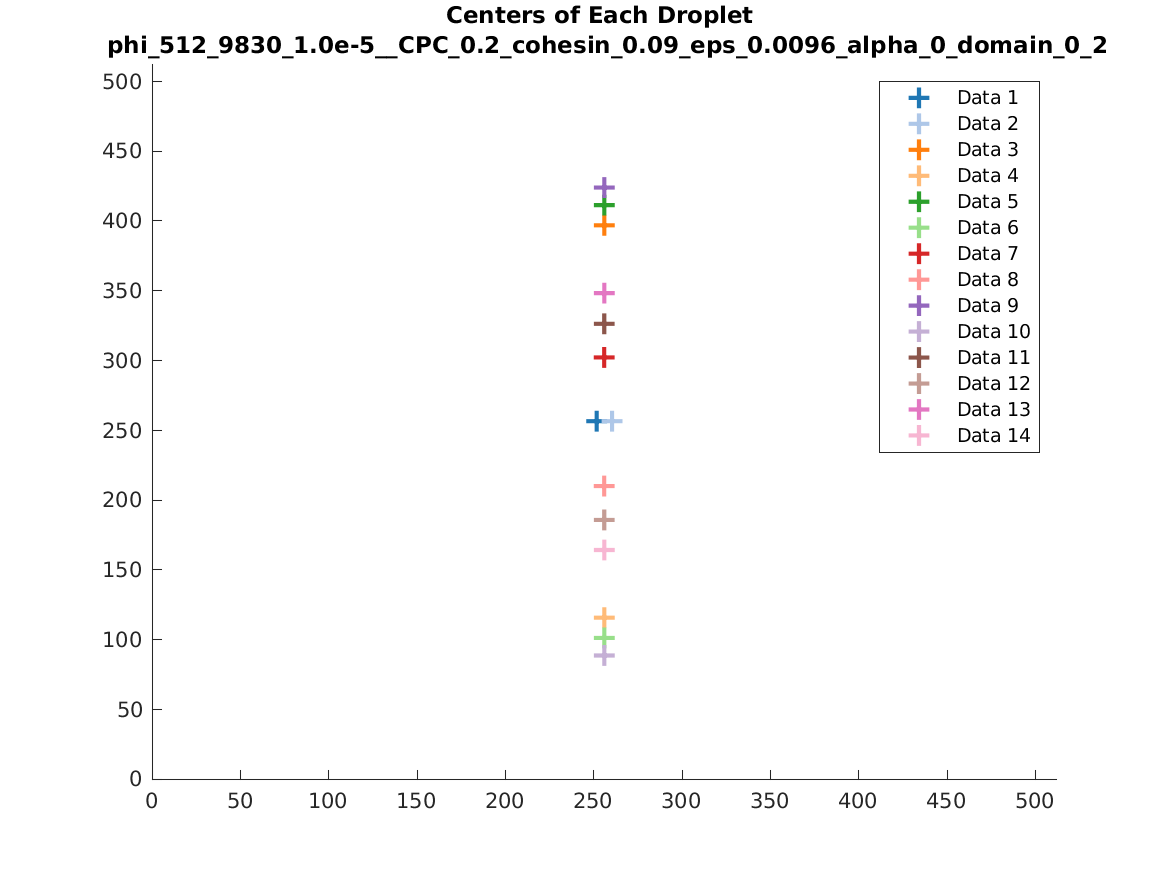 Centers of Each Droplet
phi_512_9830_1.0e-5__CPC_0.2_cohesin_0.09_eps_0.0096_alpha_0_domain_0_2
500
450
400
350
300
250
200
150
100
50
0
0 50 100 150 200 250 300 350 400 450 500
Data 1
Data 2
Data 3
Data 4
Data 5
Data 6
Data 7
Data 8
Data 9
Data 10
Data 11
Data 12
Data 13
Data 14